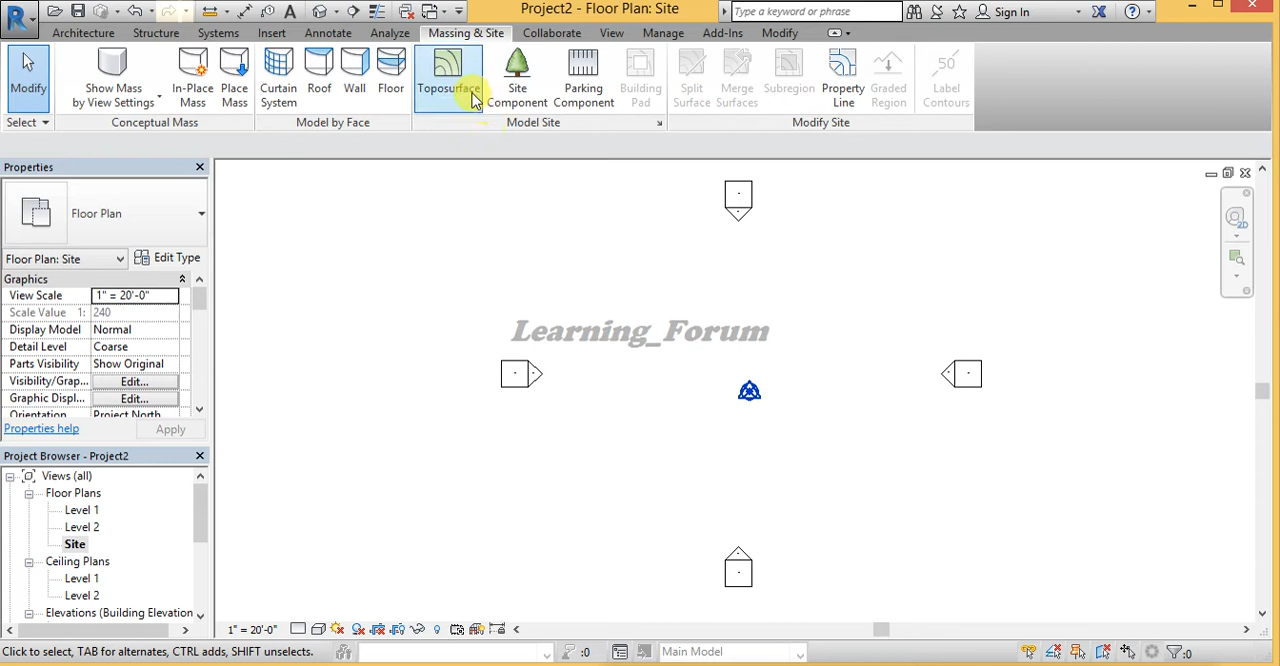 Project2 - Floor Plan: Site
Type a keyword or phrase
Sign In
Architecture Structure Systems Insert Annotate Analyze Massing & Site Collaborate View Manage Add-Ins Modify
Modify
Show Mass by View Settings
In-Place Mass
Place Mass
Curtain System
Roof
Wall
Floor
Toposurface
Site Component
Parking Component
Building Pad
Split Surface
Merge Surfaces
Subregion
Property Line
Graded Region
50
Label Contours
Select
Conceptual Mass
Model by Face
Model Site
Modify Site
Properties
Floor Plan
Floor Plan: Site
Edit Type
Graphics
View Scale 1" = 20'-0"
Scale Value 1: 240
Display Model Normal
Detail Level Coarse
Parts Visibility Show Original
Visibility/Grap... Edit...
Graphic Displ... Edit...
Orientation Project North
Properties help
Apply
Project Browser - Project2
Views (all)
Floor Plans
Level 1
Level 2
Site
Ceiling Plans
Level 1
Level 2
Elevations (Building Elevation
Learning_Forum
2D
1" = 20'-0"
Click to select, TAB for alternates, CTRL adds, SHIFT unselects.
:0
Main Model
:0